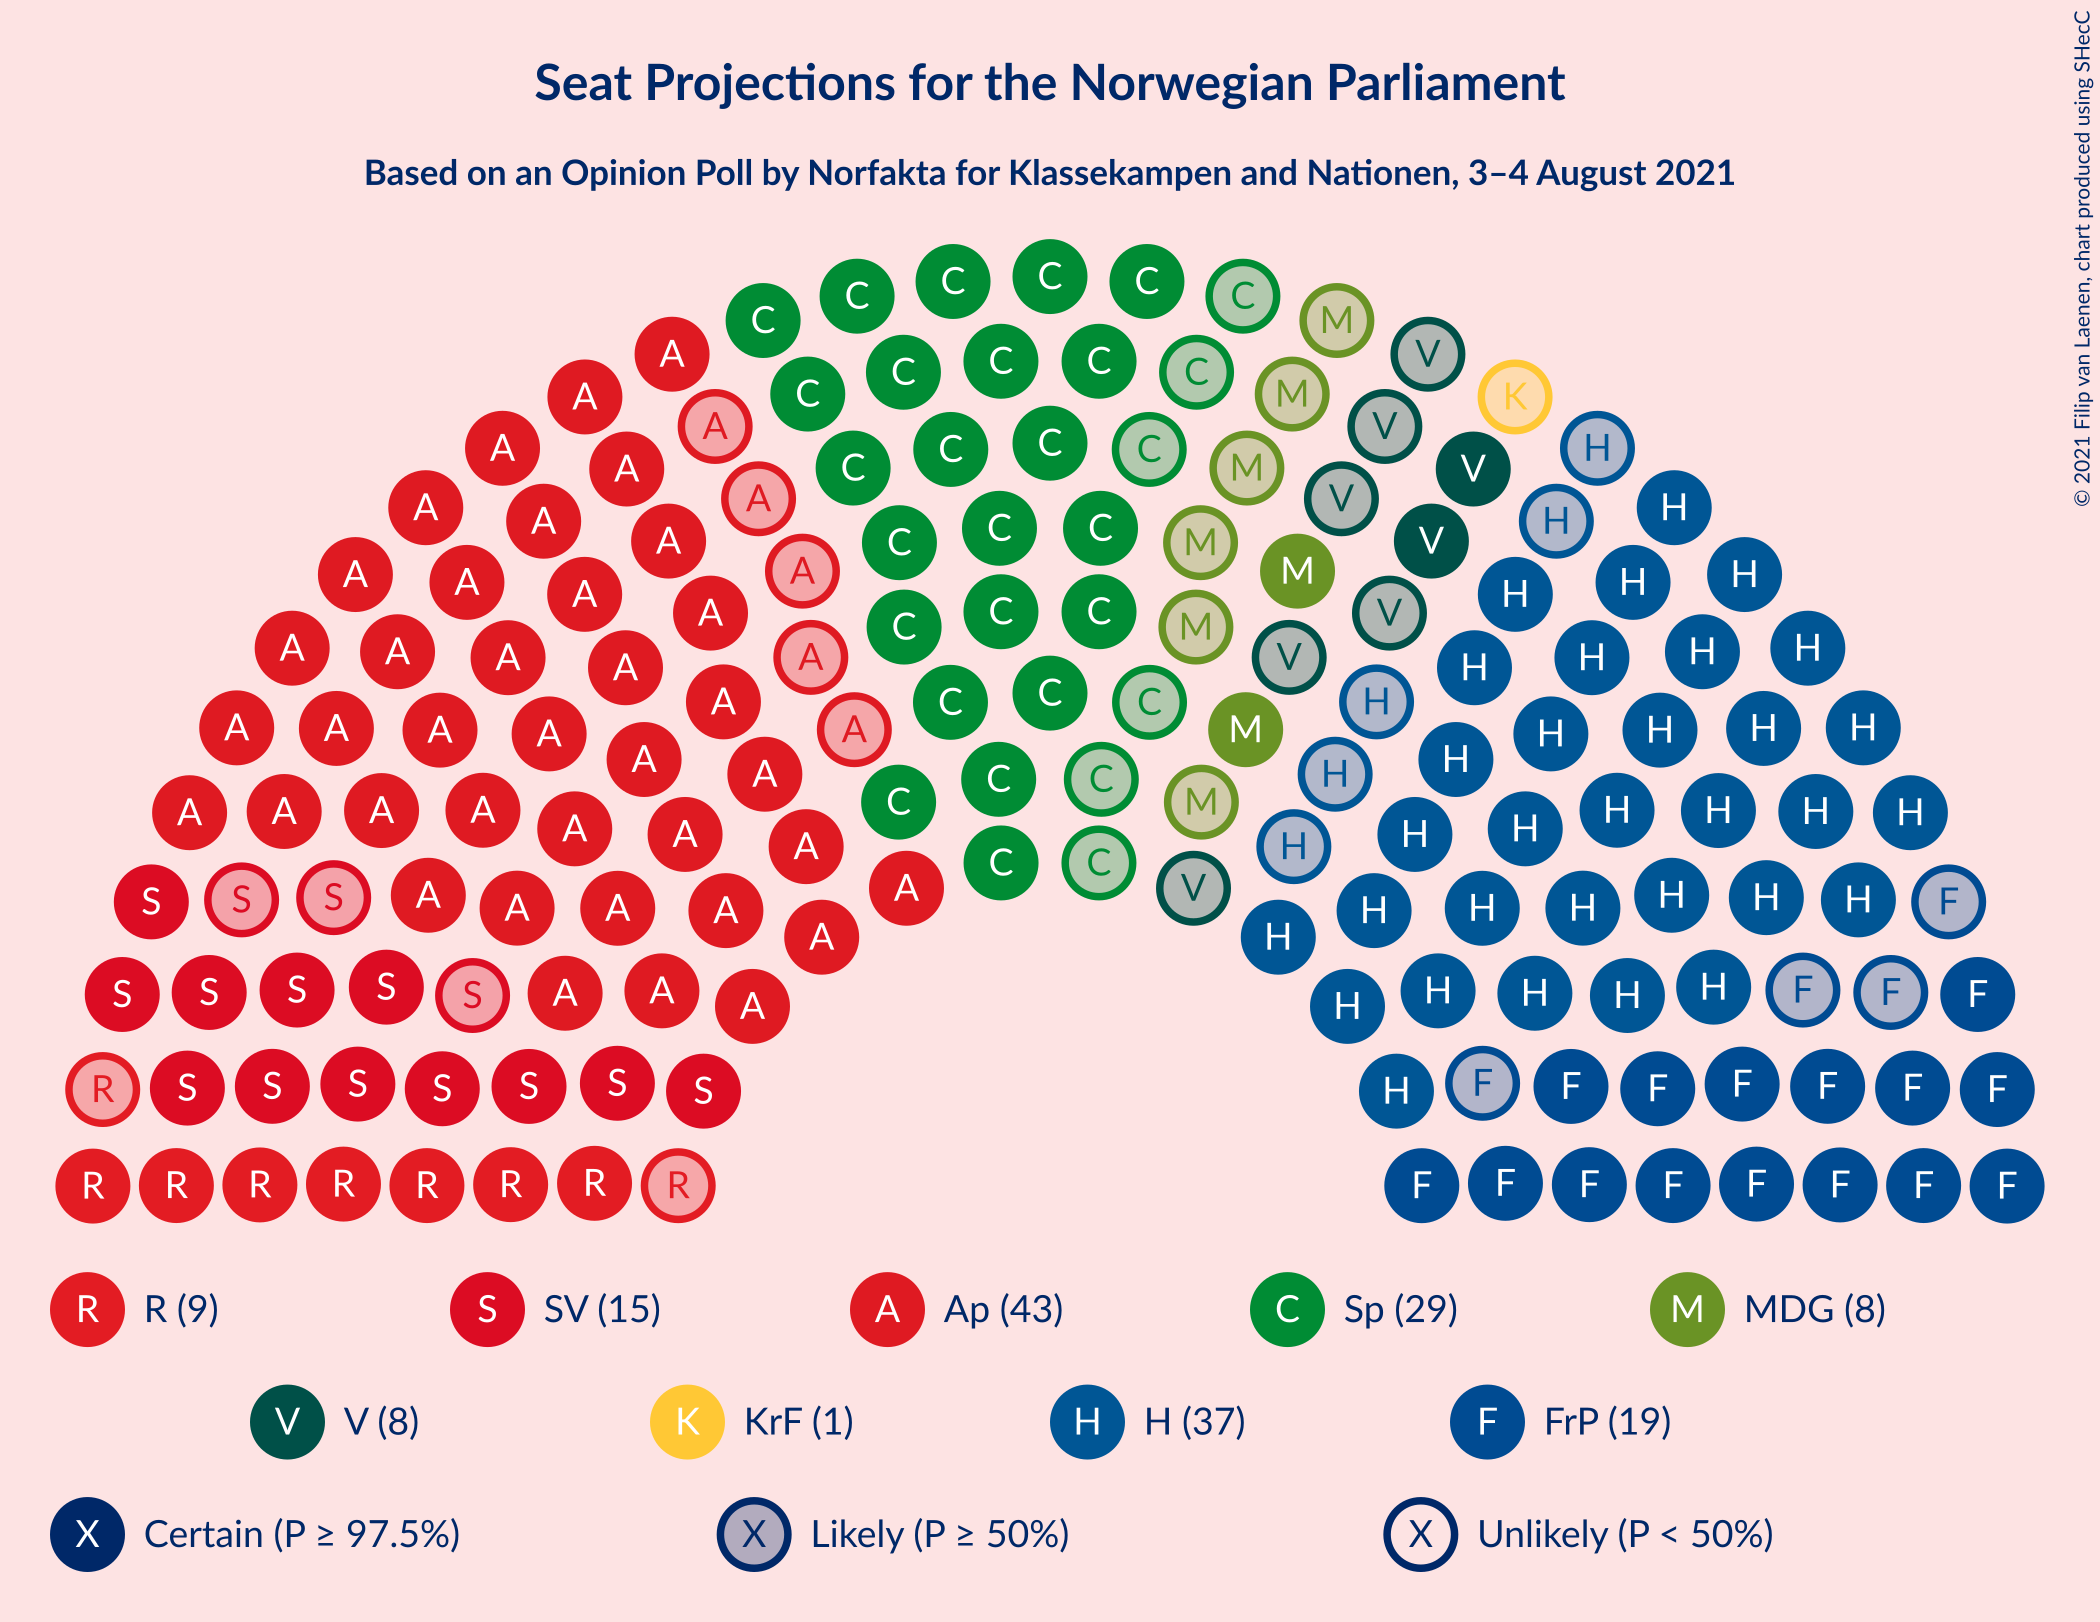 Seat Projections for the Norwegian Parliament
Based on an Opinion Poll by Norfakta for Klassekampen and Nationen, 3–4 August 2021
© 2021 Filip van Laenen, chart produced using SHecC
C C C C C C M V K H H H H H H H F F F
A A A A A A A A A A S S R R
R R (9) S SV (15) A Ap (43) C Sp (29) M MDG (8)
V V (8) K KrF (1) H H (37) F FrP (19)
X Certain (P ≥ 97.5%) X Likely (P ≥ 50%) X Unlikely (P < 50%)